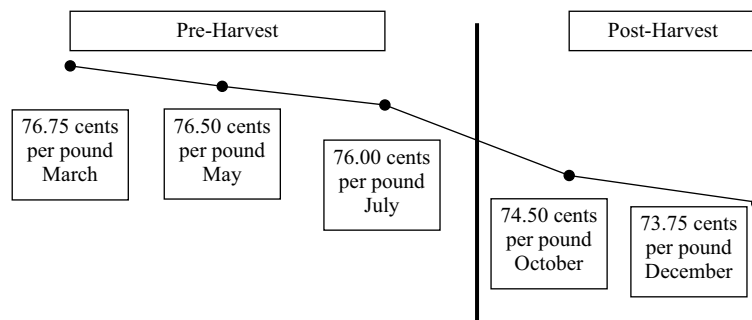 Pre-Harvest
Post-Harvest
76.75 cents
per pound
March
76.50 cents
per pound
May
76.00 cents
per pound
July
74.50 cents
per pound
October
73.75 cents
per pound
December